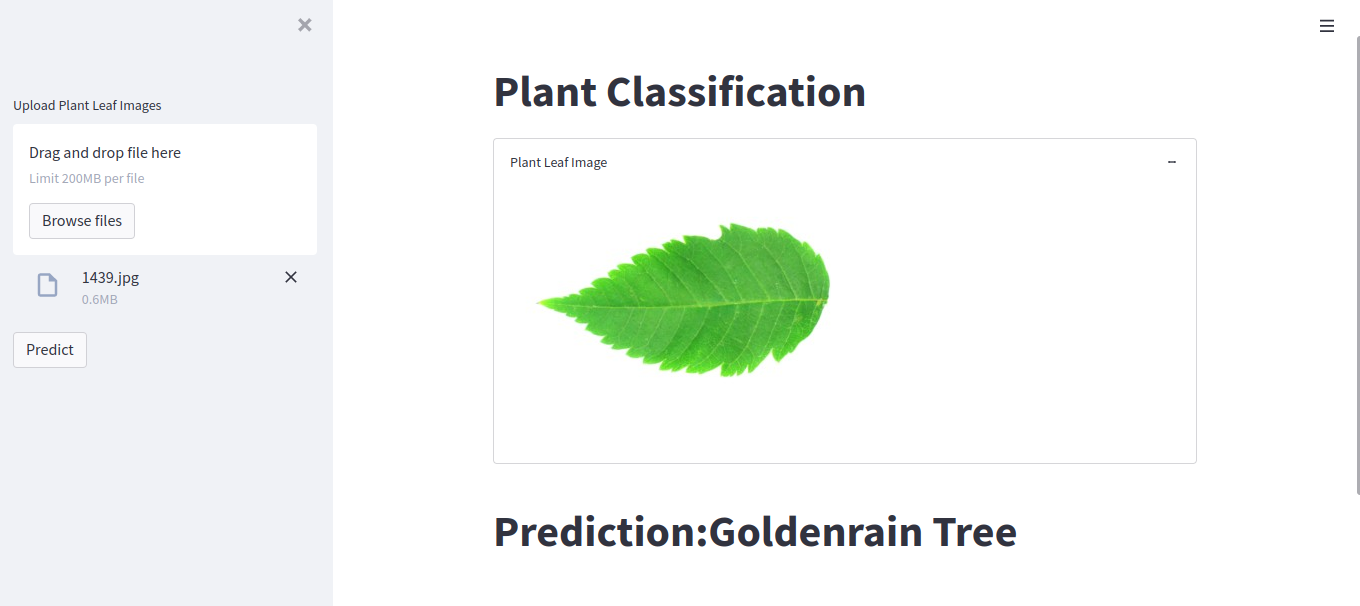 Upload Plant Leaf Images
Drag and drop file here
Limit 200MB per file
Browse files
1439.jpg
0.6MB
Predict
Plant Classification
Plant Leaf Image
Prediction:Goldenrain Tree